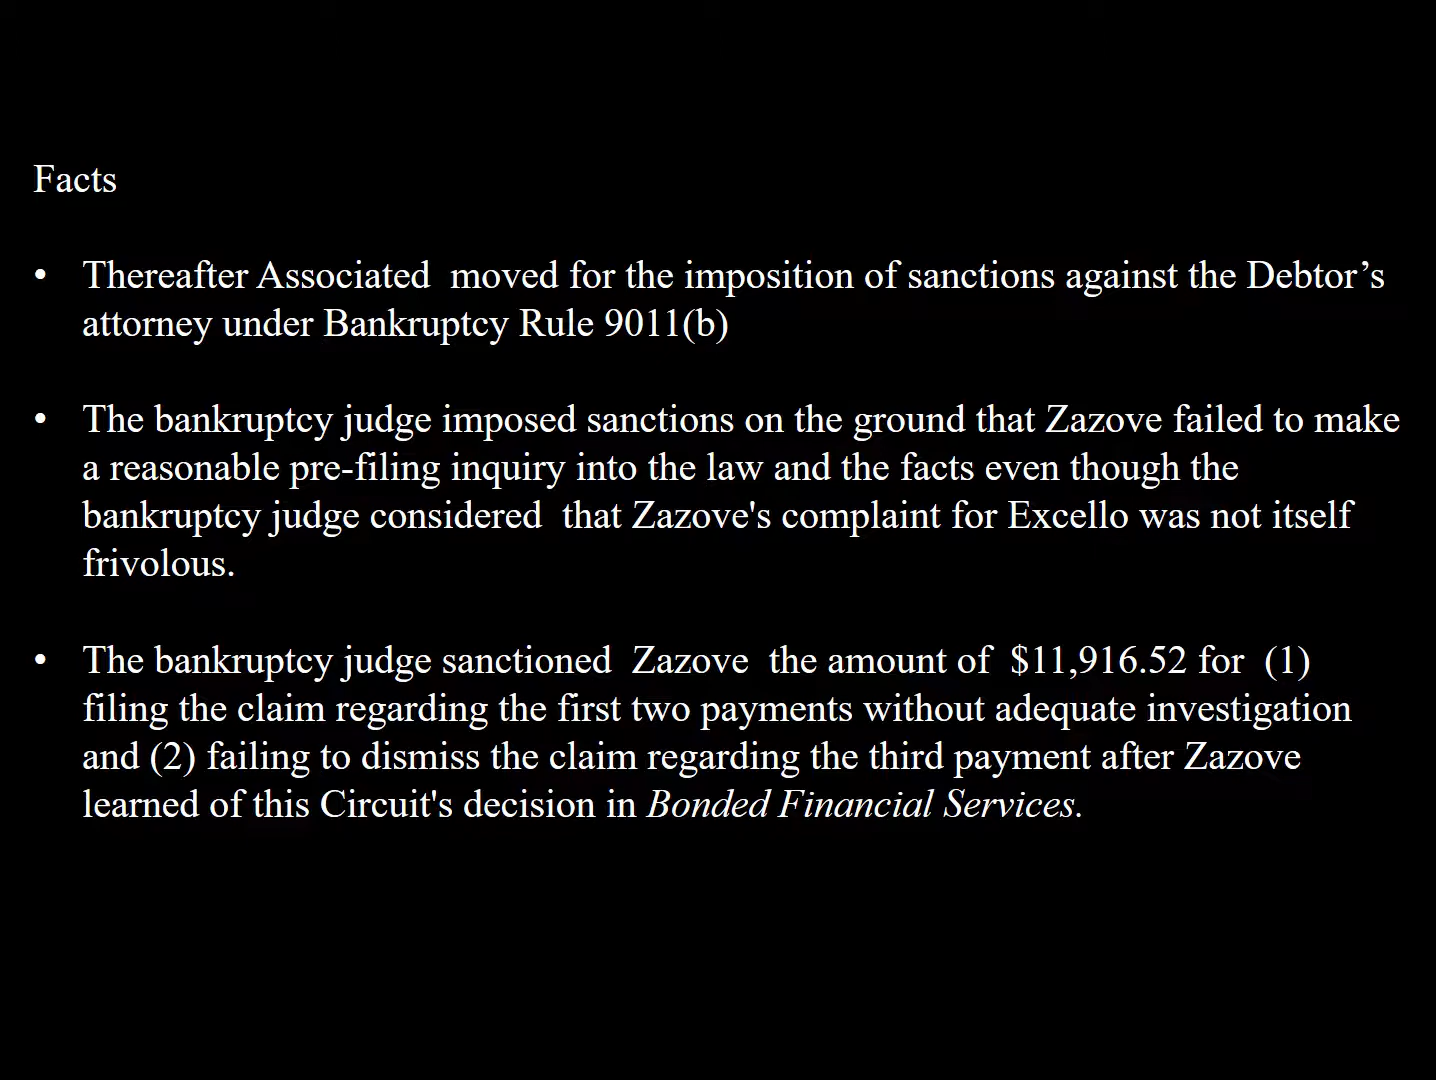 Facts
• Thereafter Associated  moved for the imposition of sanctions against the Debtor’s
attorney under Bankruptcy Rule 9011(b)
• The bankruptcy judge imposed sanctions on the ground that Zazove failed to make
a reasonable pre-filing inquiry into the law and the facts even though the
bankruptcy judge considered  that Zazove's complaint for Excello was not itself
frivolous.
• The bankruptcy judge sanctioned  Zazove  the amount of  $11,916.52 for  (1)
filing the claim regarding the first two payments without adequate investigation
and (2) failing to dismiss the claim regarding the third payment after Zazove
learned of this Circuit's decision in Bonded Financial Services.